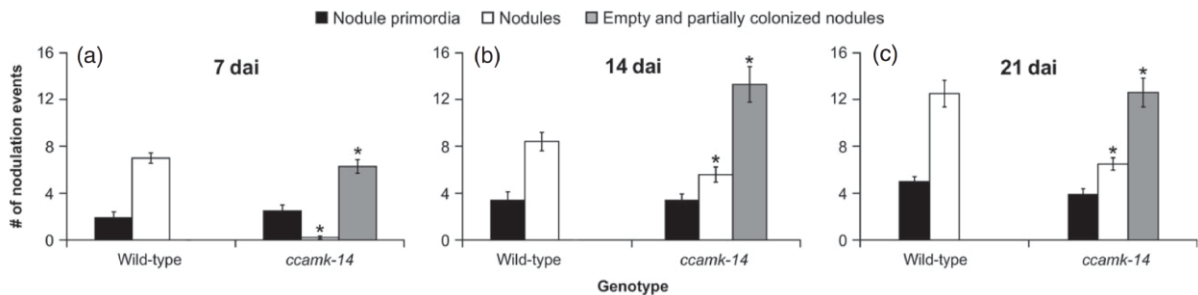 Nodule primordia Nodules Empty and partially colonized nodules
(a) 7 dai
(b) 14 dai
(c) 21 dai
# of nodulation events
16
12
8
4
0
16
12
8
4
0
16
12
8
4
0
*
*
*
*
*
*
Wild-type ccamk-14
Wild-type ccamk-14
Wild-type ccamk-14
Genotype